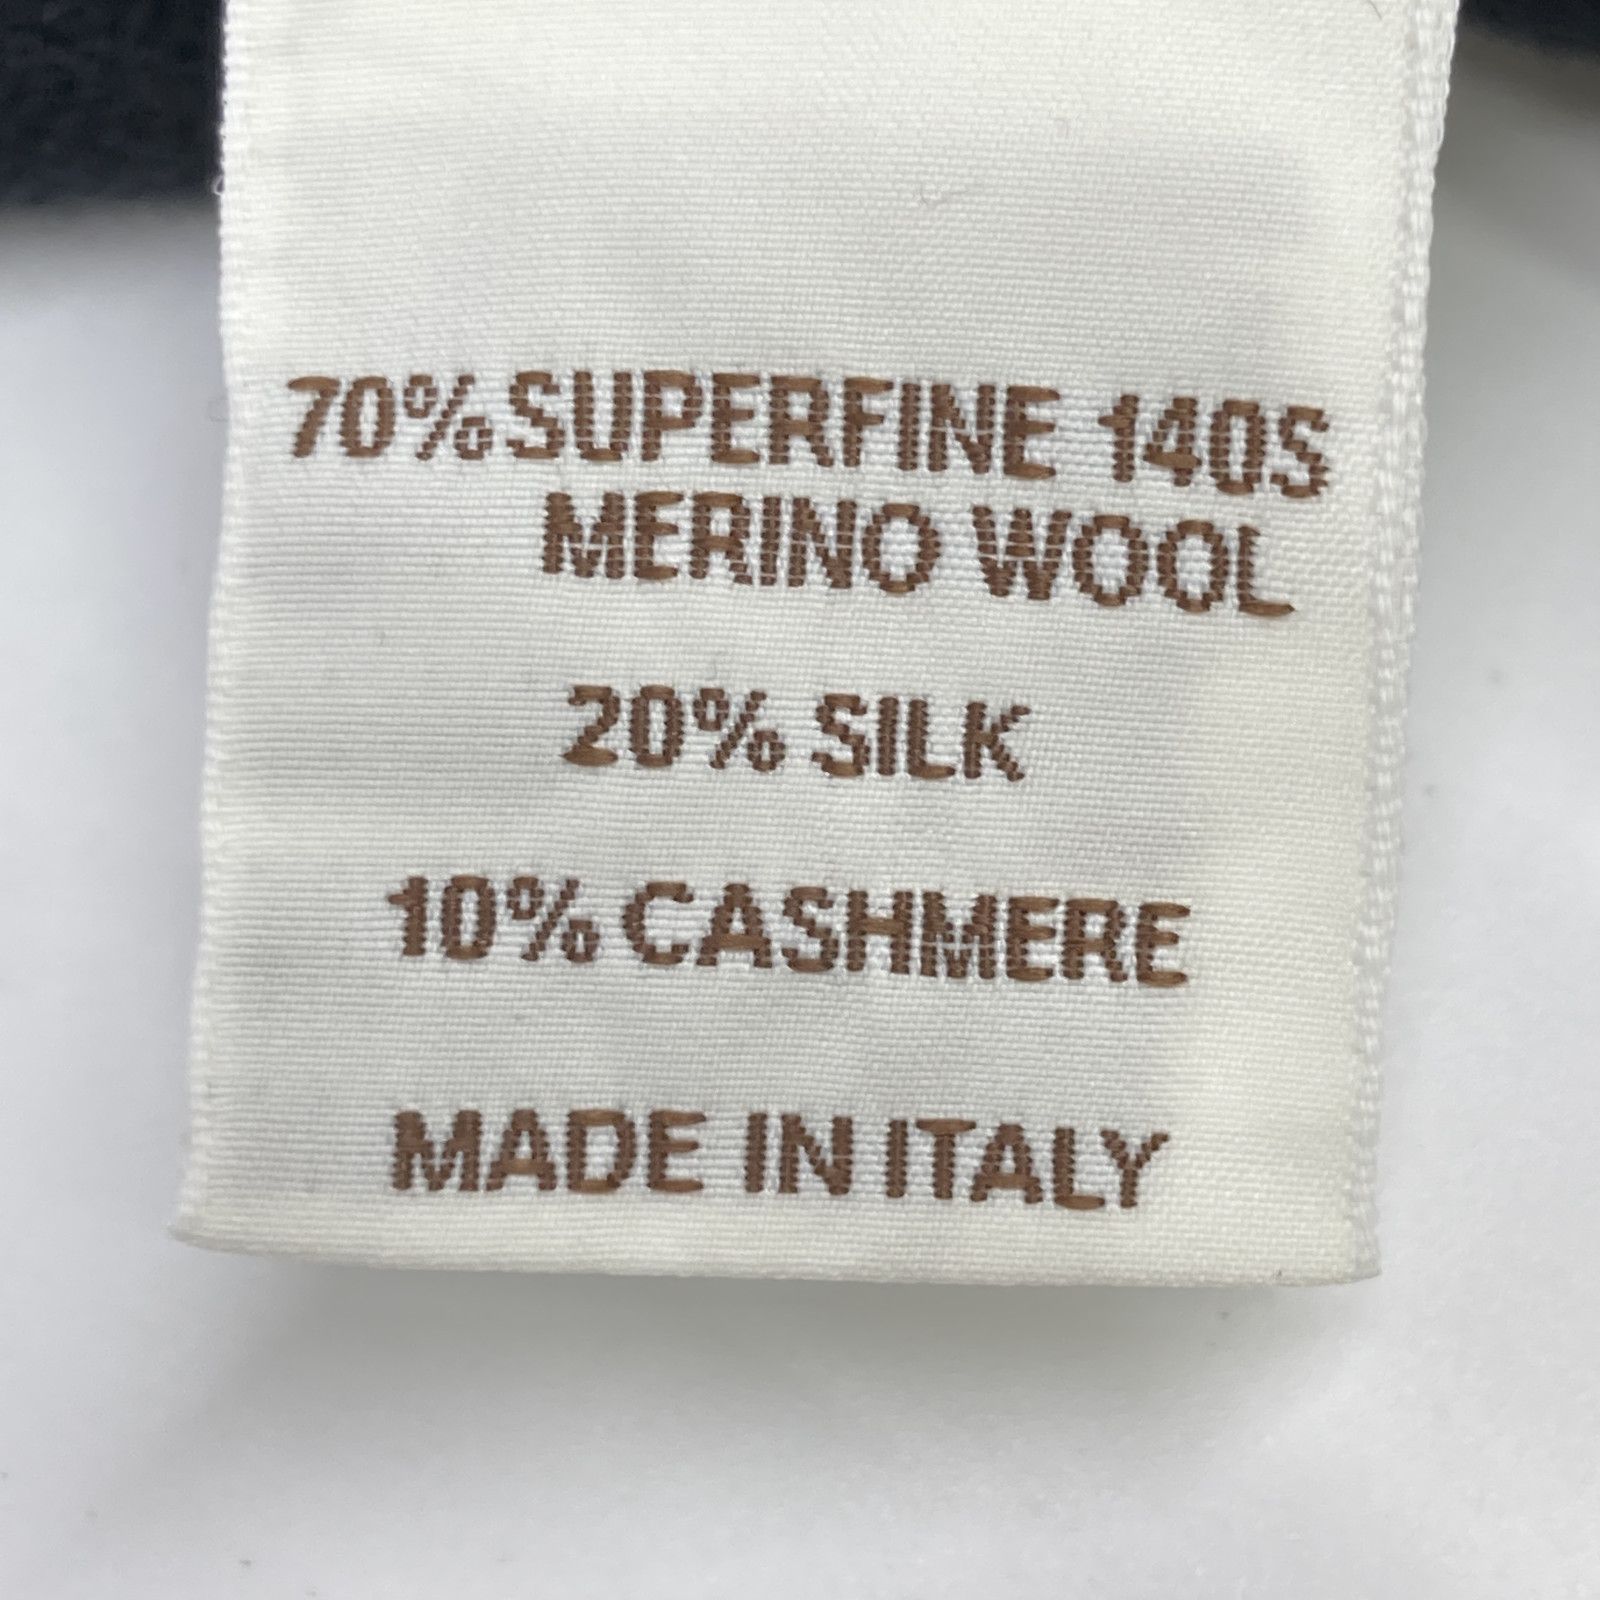 70% SUPERFINE 140S
MERINO WOOL
20% SILK
10% CASHMERE
MADE IN ITALY